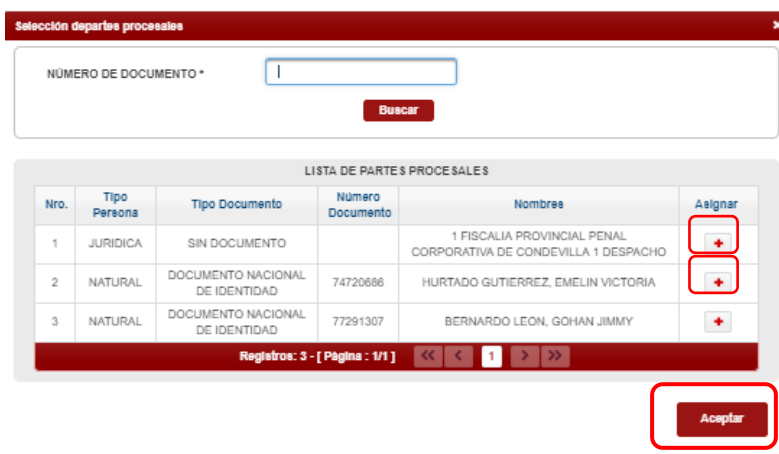 Selección departes procesales ×
NÚMERO DE DOCUMENTO *
Buscar
LISTA DE PARTES PROCESALES
Nro. Tipo Persona Tipo Documento Número Documento Nombres Asignar
1 JURIDICA SIN DOCUMENTO 1 FISCALIA PROVINCIAL PENAL CORPORATIVA DE CONDEVILLA 1 DESPACHO +
2 NATURAL DOCUMENTO NACIONAL DE IDENTIDAD 74720686 HURTADO GUTIERREZ, EMELIN VICTORIA +
3 NATURAL DOCUMENTO NACIONAL DE IDENTIDAD 77291307 BERNARDO LEON, GOHAN JIMMY +
Registros: 3 - [ Página : 1/1 ] 1
Aceptar